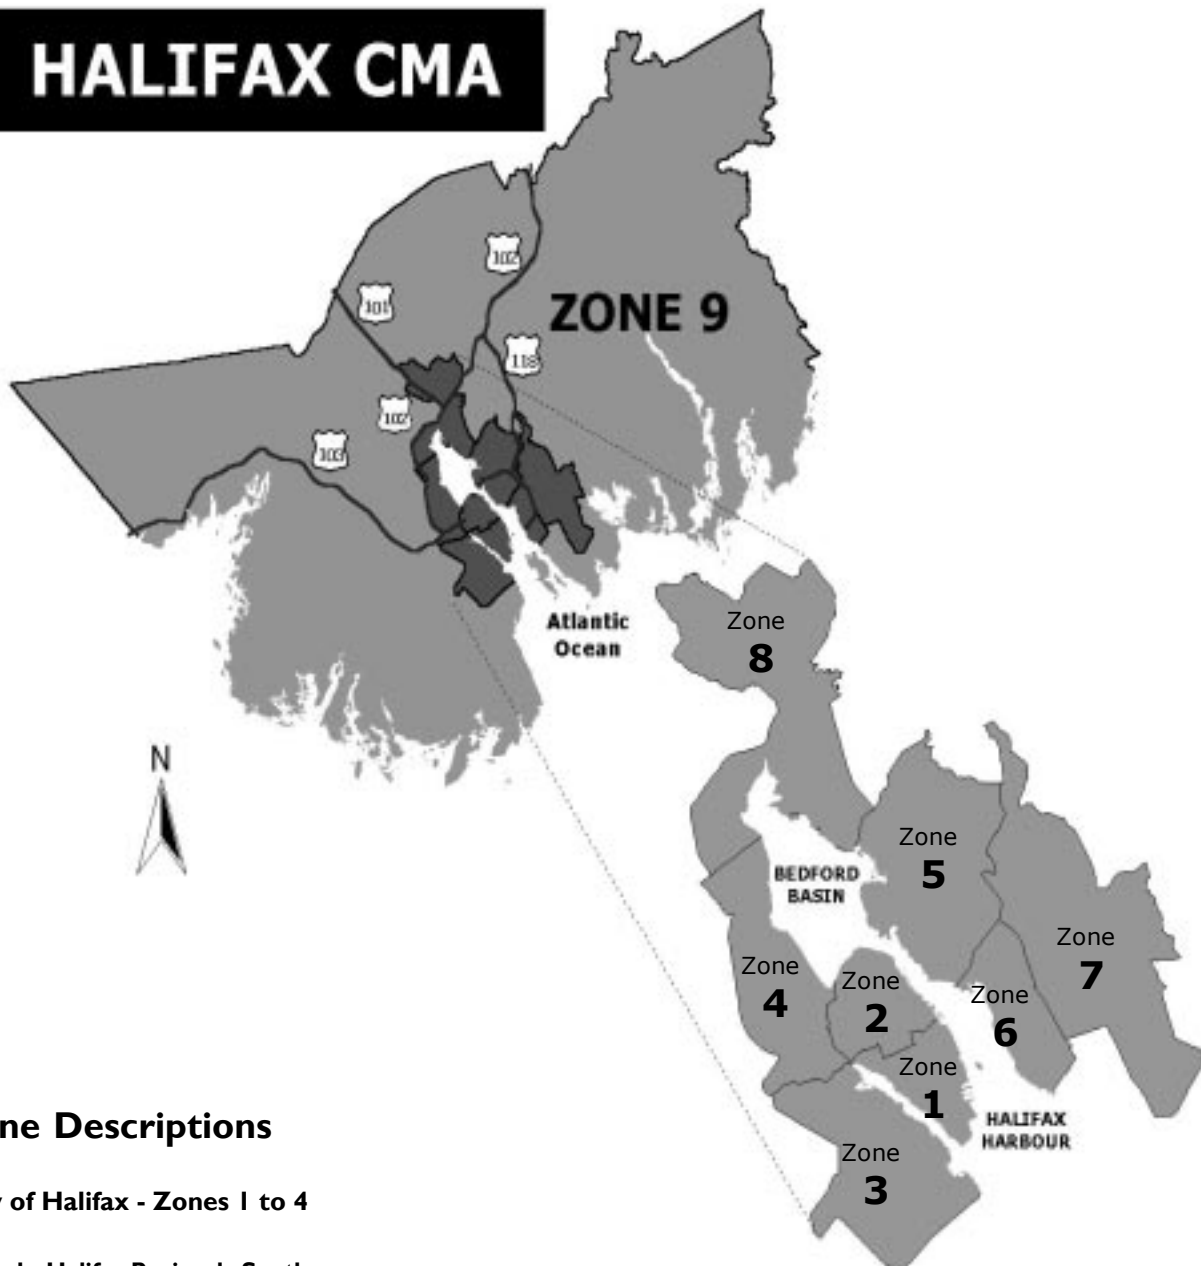 HALIFAX CMA
102
101
ZONE 9
118
102
103
Atlantic
Ocean
Zone
8
N
Zone
5
BEDFORD
BASIN
Zone
7
Zone
4
Zone
2
Zone
6
Zone
1
HALIFAX
HARBOUR
Zone
3
ne Descriptions
y of Halifax - Zones 1 to 4